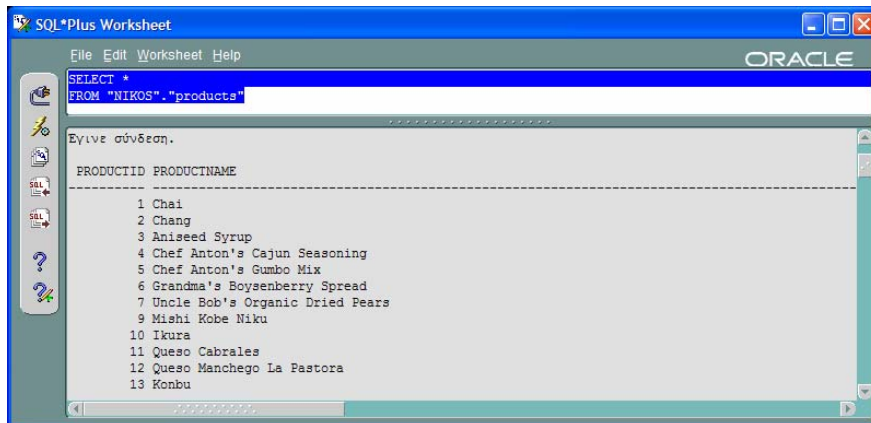 SQL*Plus Worksheet
File Edit Worksheet Help
ORACLE
SELECT *
FROM "NIKOS"."products"
Έγινε σύνδεση.
PRODUCTID PRODUCTNAME
1 Chai
2 Chang
3 Aniseed Syrup
4 Chef Anton's Cajun Seasoning
5 Chef Anton's Gumbo Mix
6 Grandma's Boysenberry Spread
7 Uncle Bob's Organic Dried Pears
9 Mishi Kobe Niku
10 Ikura
11 Queso Cabrales
12 Queso Manchego La Pastora
13 Konbu
SQL
SQL